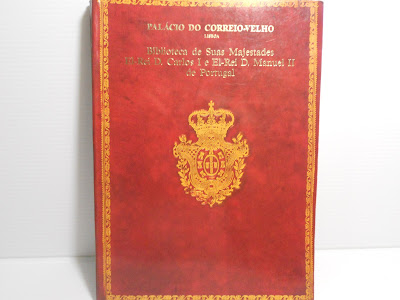 PALÁCIO DO CORREIO-VELHO
LISBOA
Biblioteca de Suas Majestades
El-Rei D. Carlos I e El-Rei D. Manuel II
de Portugal